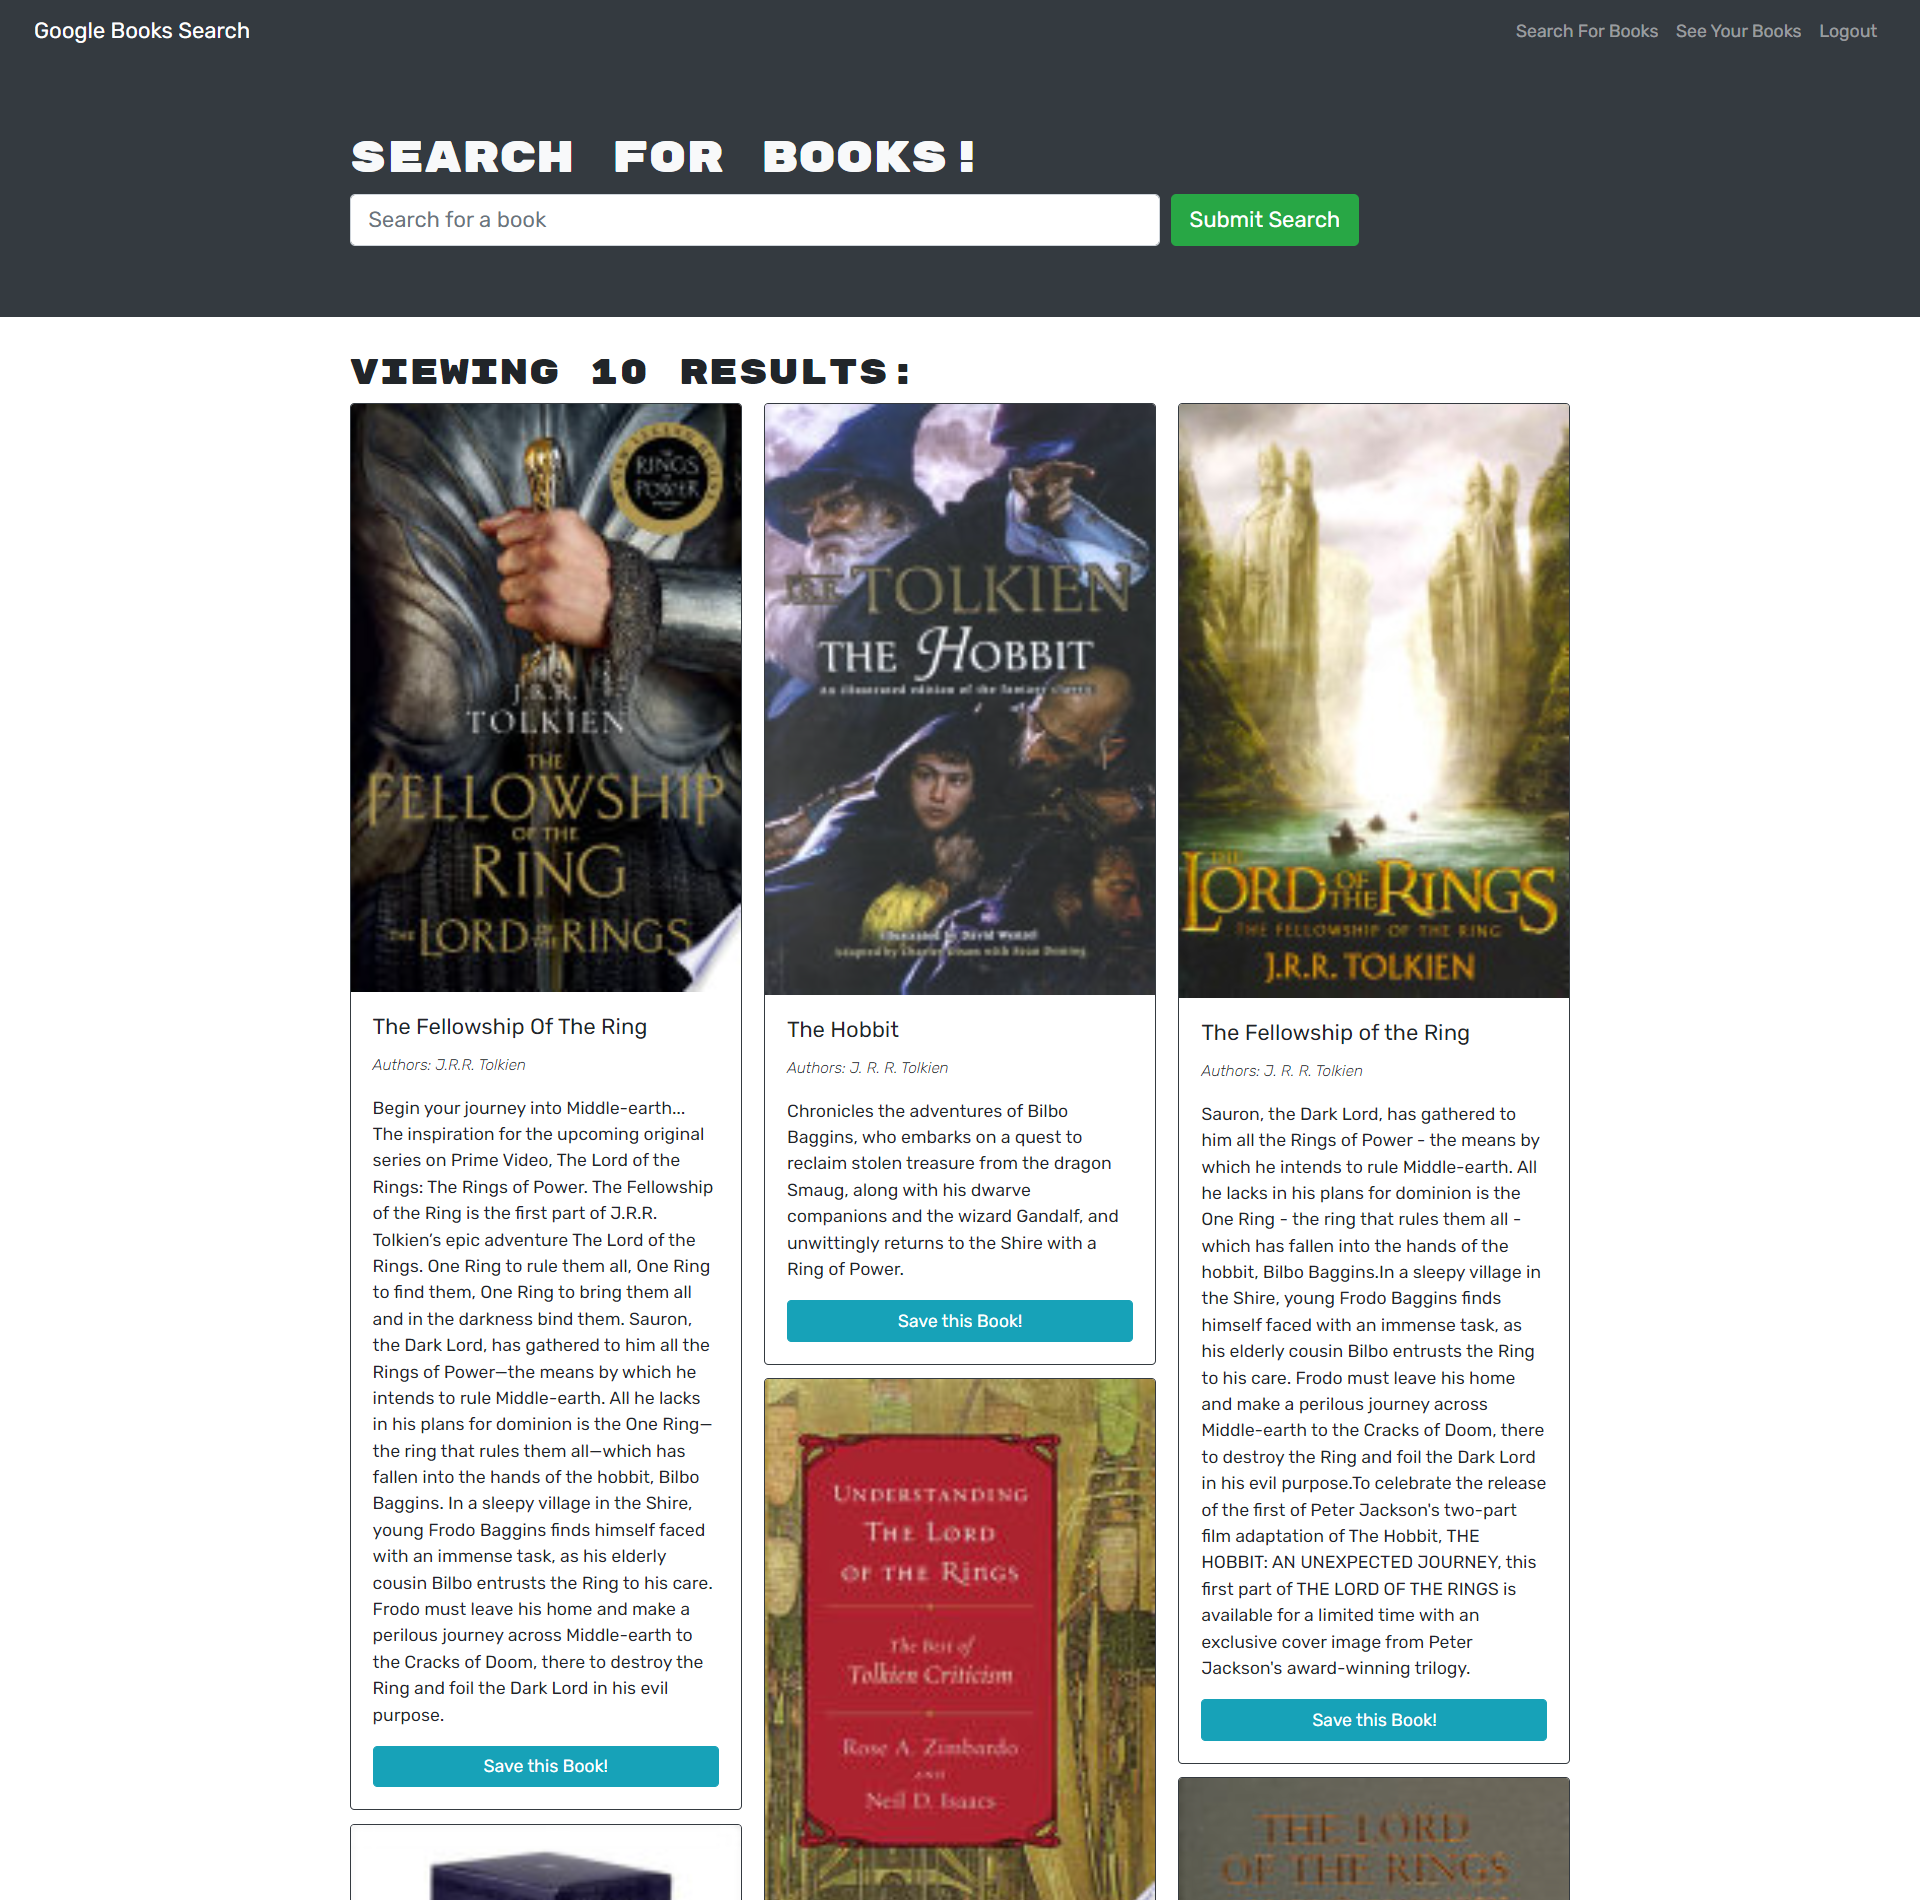 Google Books Search
Search For Books
See Your Books
Logout
SEARCH FOR BOOKS!
Search for a book
Submit Search
VIEWING 10 RESULTS:
THE
RINGS
OF
POWER
J.R.R.
TOLKIEN
THE
FELLOWSHIP
OF THE
RING
THE LORD OF THE RINGS
The Fellowship Of The Ring
Authors: J.R.R. Tolkien
Begin your journey into Middle-earth...
The inspiration for the upcoming original
series on Prime Video, The Lord of the
Rings: The Rings of Power. The Fellowship
of the Ring is the first part of J.R.R.
Tolkien’s epic adventure The Lord of the
Rings. One Ring to rule them all, One Ring
to find them, One Ring to bring them all
and in the darkness bind them. Sauron,
the Dark Lord, has gathered to him all the
Rings of Power—the means by which he
intends to rule Middle-earth. All he lacks
in his plans for dominion is the One Ring—
the ring that rules them all—which has
fallen into the hands of the hobbit, Bilbo
Baggins. In a sleepy village in the Shire,
young Frodo Baggins finds himself faced
with an immense task, as his elderly
cousin Bilbo entrusts the Ring to his care.
Frodo must leave his home and make a
perilous journey across Middle-earth to
the Cracks of Doom, there to destroy the
Ring and foil the Dark Lord in his evil
purpose.
Save this Book!
J.R.R. TOLKIEN
THE HOBBIT
an illustrated edition of the fantasy classic
Illustrated by David Wenzel
Adapted by Charles Dixon with Sean Deming
The Hobbit
Authors: J. R. R. Tolkien
Chronicles the adventures of Bilbo
Baggins, who embarks on a quest to
reclaim stolen treasure from the dragon
Smaug, along with his dwarve
companions and the wizard Gandalf, and
unwittingly returns to the Shire with a
Ring of Power.
Save this Book!
UNDERSTANDING
THE LORD
OF THE RINGS
The Best of
Tolkien Criticism
Rose A. Zimbardo
AND
Neil D. Isaacs
THE
LORD OF THE RINGS
THE FELLOWSHIP OF THE RING
J.R.R. TOLKIEN
The Fellowship of the Ring
Authors: J. R. R. Tolkien
Sauron, the Dark Lord, has gathered to
him all the Rings of Power - the means by
which he intends to rule Middle-earth. All
he lacks in his plans for dominion is the
One Ring - the ring that rules them all -
which has fallen into the hands of the
hobbit, Bilbo Baggins.In a sleepy village in
the Shire, young Frodo Baggins finds
himself faced with an immense task, as
his elderly cousin Bilbo entrusts the Ring
to his care. Frodo must leave his home
and make a perilous journey across
Middle-earth to the Cracks of Doom, there
to destroy the Ring and foil the Dark Lord
in his evil purpose.To celebrate the release
of the first of Peter Jackson's two-part
film adaptation of The Hobbit, THE
HOBBIT: AN UNEXPECTED JOURNEY, this
first part of THE LORD OF THE RINGS is
available for a limited time with an
exclusive cover image from Peter
Jackson's award-winning trilogy.
Save this Book!
THE LORD
OF THE RINGS